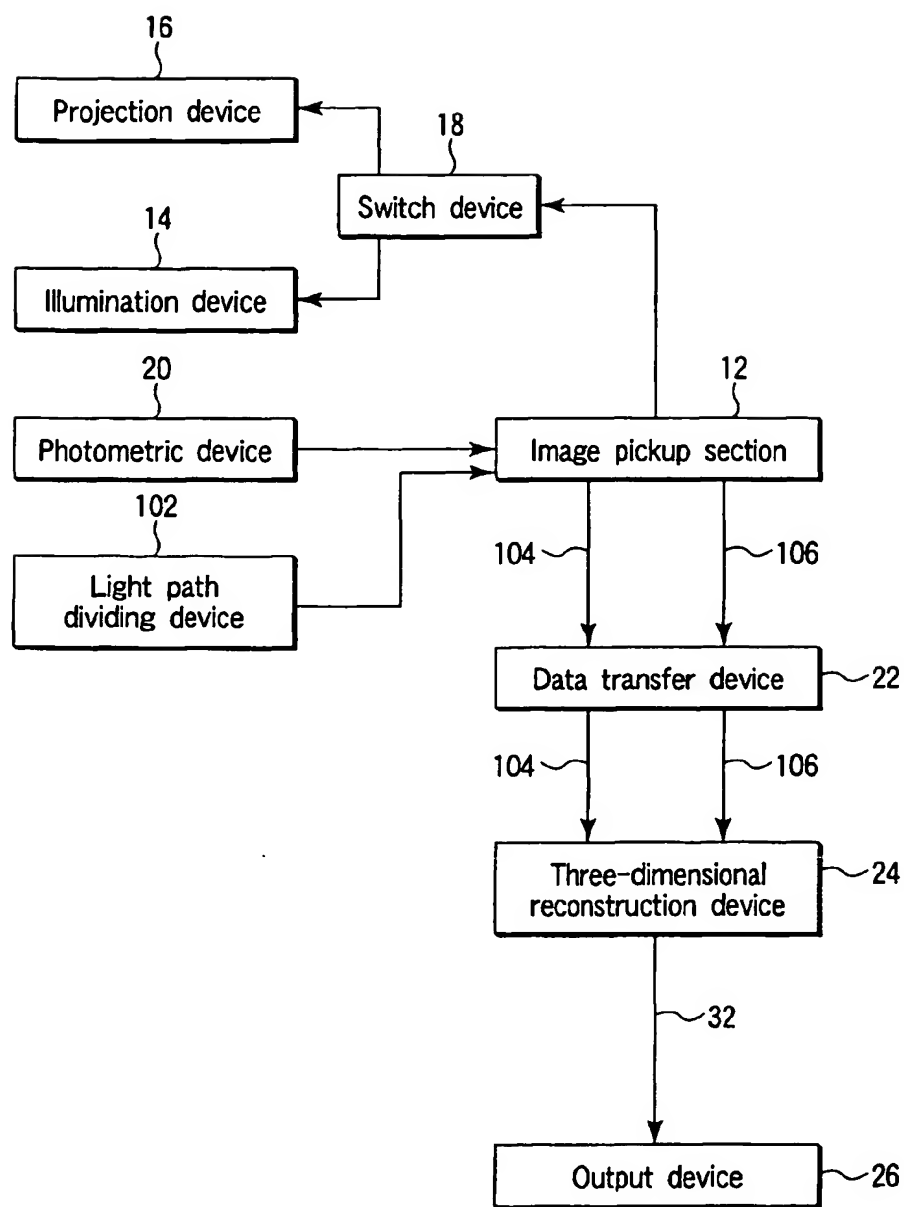 16
Projection device
18
Switch device
14
Illumination device
20
Photometric device
12
Image pickup section
102
Light path
dividing device
104
106
Data transfer device
22
104
106
Three-dimensional
reconstruction device
24
32
Output device
26